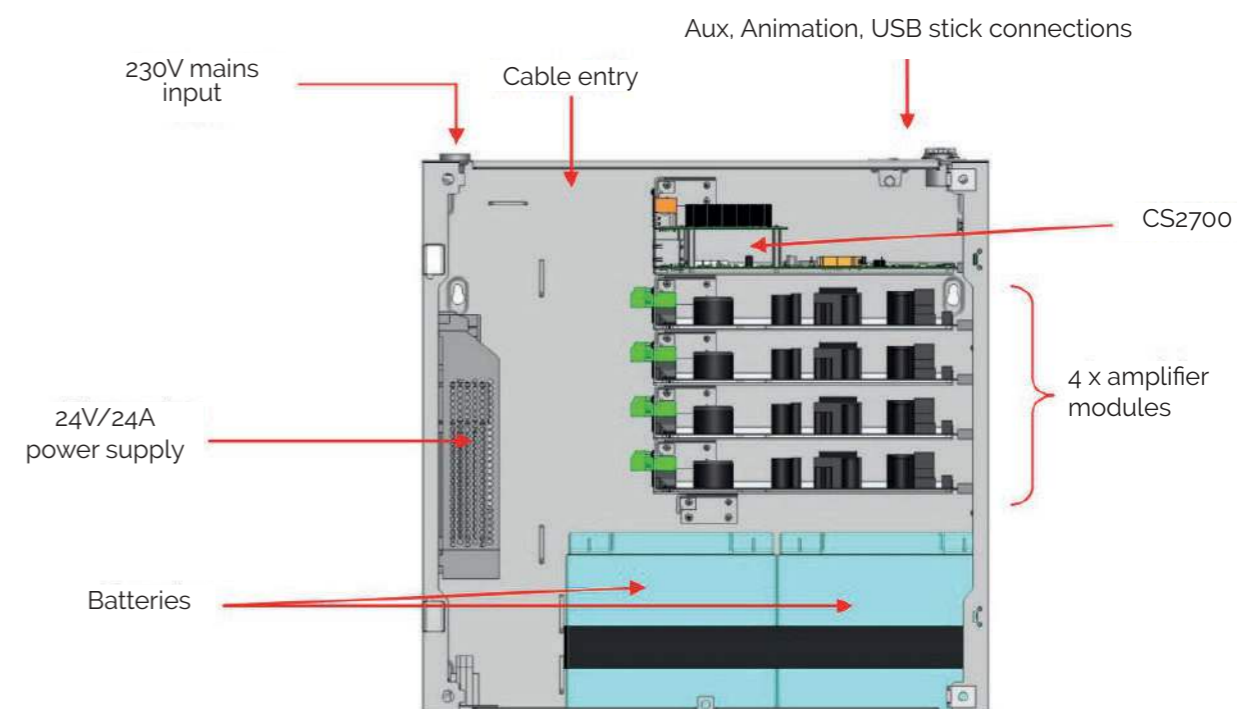 Aux, Animation, USB stick connections
230V mains
input
Cable entry
CS2700
4 x amplifier
modules
24V/24A
power supply
Batteries